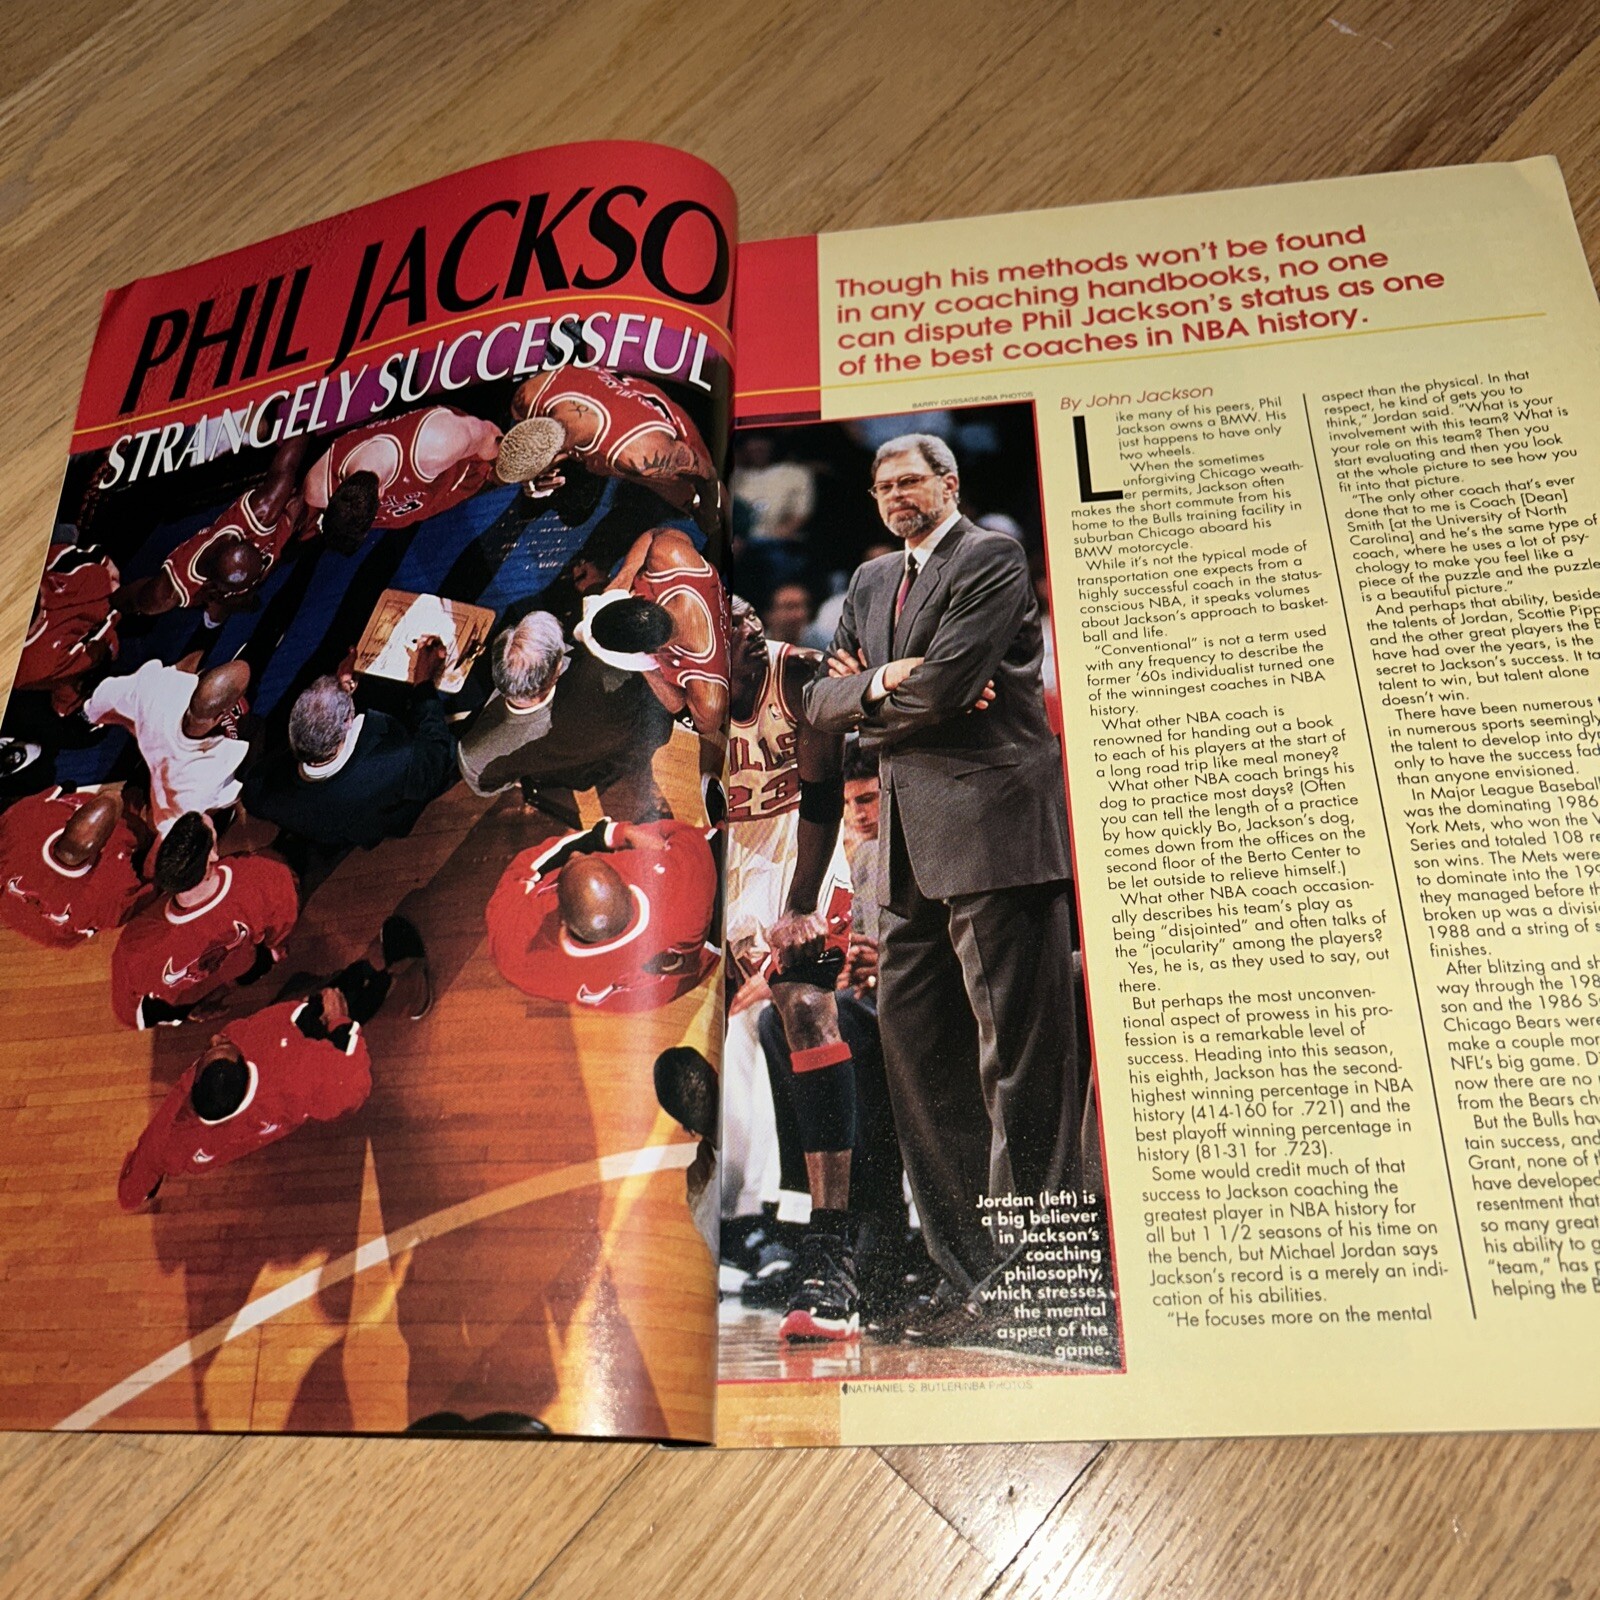 PHIL JACKSO
STRANGELY SUCCESSFUL
Though his methods won't be found
in any coaching handbooks, no one
can dispute Phil Jackson's status as one
of the best coaches in NBA history.
BARRY GOSSAGE/NBA PHOTOS
By John Jackson
Like many of his peers, Phil
Jackson owns a BMW. His
just happens to have only
two wheels.
When the sometimes
unforgiving Chicago weath-
er permits, Jackson often
makes the short commute from his
home to the Bulls training facility in
suburban Chicago aboard his
BMW motorcycle.
While it's not the typical mode of
transportation one expects from a
highly successful coach in the status-
conscious NBA, it speaks volumes
about Jackson's approach to basket-
ball and life.
"Conventional" is not a term used
with any frequency to describe the
former '60s individualist turned one
of the winningest coaches in NBA
history.
What other NBA coach is
renowned for handing out a book
to each of his players at the start of
a long road trip like meal money?
What other NBA coach brings his
dog to practice most days? (Often
you can tell the length of a practice
by how quickly Bo, Jackson's dog,
comes down from the offices on the
second floor of the Berto Center to
be let outside to relieve himself.)
What other NBA coach occasion-
ally describes his team's play as
being "disjointed" and often talks of
the "jocularity" among the players?
Yes, he is, as they used to say, out
there.
But perhaps the most unconven-
tional aspect of prowess in his pro-
fession is a remarkable level of
success. Heading into this season,
his eighth, Jackson has the second-
highest winning percentage in NBA
history (414-160 for .721) and the
best playoff winning percentage in
history (81-31 for .723).
Some would credit much of that
success to Jackson coaching the
greatest player in NBA history for
all but 1 1/2 seasons of his time on
the bench, but Michael Jordan says
Jackson's record is a merely an indi-
cation of his abilities.
"He focuses more on the mental
aspect than the physical. In that
respect, he kind of gets you to
think," Jordan said. "What is your
involvement with this team? What is
your role on this team? Then you
start evaluating and then you look
at the whole picture to see how you
fit into that picture.
"The only other coach that's ever
done that to me is Coach [Dean]
Smith [at the University of North
Carolina] and he's the same type of
coach, where he uses a lot of psy-
chology to make you feel like a
piece of the puzzle and the puzzle
is a beautiful picture."
And perhaps that ability, beside
the talents of Jordan, Scottie Pipp
and the other great players the B
have had over the years, is the
secret to Jackson's success. It ta
talent to win, but talent alone
doesn't win.
There have been numerous
in numerous sports seemingly
the talent to develop into dyn
only to have the success fad
than anyone envisioned.
In Major League Baseball
was the dominating 1986
York Mets, who won the W
Series and totaled 108 re
son wins. The Mets were
to dominate into the 199
they managed before th
broken up was a divisi
1988 and a string of s
finishes.
After blitzing and sh
way through the 198
son and the 1986 S
Chicago Bears were
make a couple mor
NFL's big game. D
now there are no
from the Bears ch
But the Bulls hav
tain success, and
Grant, none of t
have developed
resentment that
so many great
his ability to g
"team," has p
helping the B
BULLS
23
Jordan (left) is
a big believer
in Jackson's
coaching
philosophy,
which stresses
the mental
aspect of the
game.
NATHANIEL S. BUTLER/NBA PHOTOS